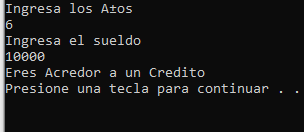 Ingresa los A±os
6
Ingresa el sueldo
10000
Eres Acredor a un Credito
Presione una tecla para continuar . .